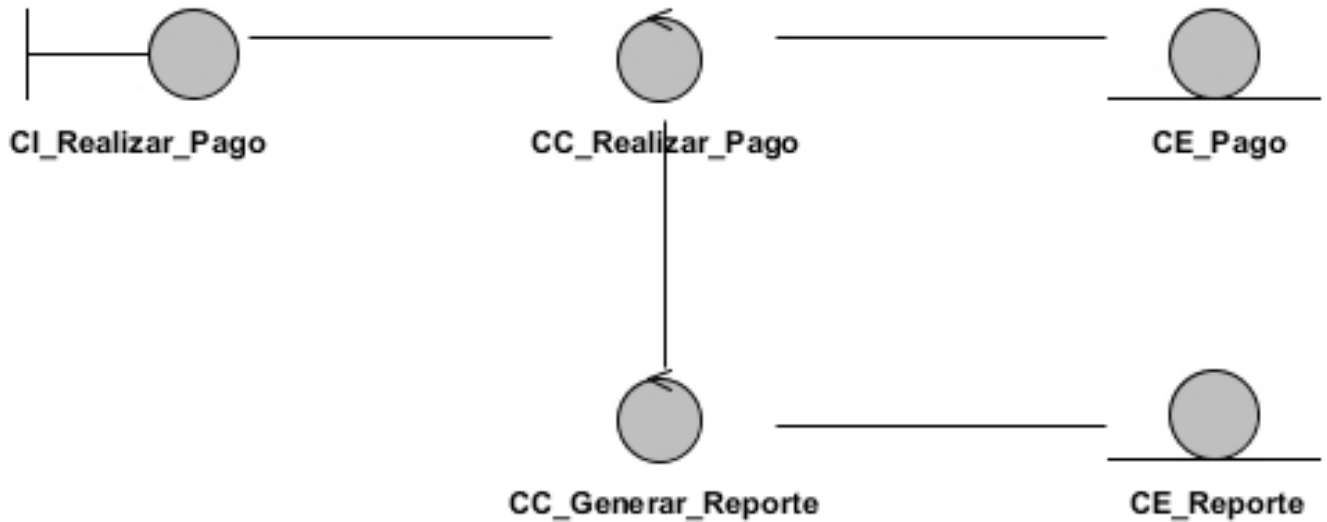 CI_Realizar_Pago
CC_Realizar_Pago
CE_Pago
CC_Generar_Reporte
CE_Reporte